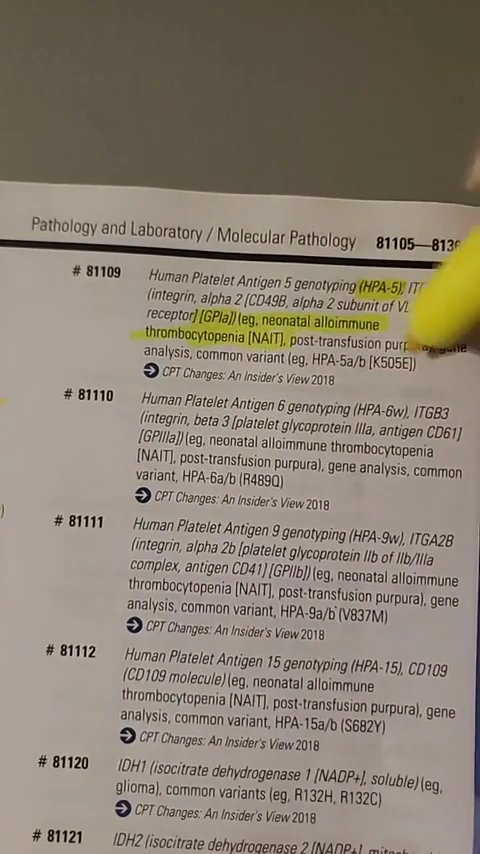 Pathology and Laboratory / Molecular Pathology 81105—813
# 81109 Human Platelet Antigen 5 genotyping (HPA-5),
(integrin, alpha 2 [CD49B, alpha 2 subunit of
receptor] [GPIa]) (eg, neonatal alloimmune
thrombocytopenia [NAIT], post-transfusion
analysis, common variant (eg, HPA-5a/b [K505E])
CPT Changes: An Insider's View 2018
# 81110 Human Platelet Antigen 6 genotyping (HPA-6w), ITGB3
(integrin, beta 3 [platelet glycoprotein IIIa, antigen CD61]
[GPIIIa]) (eg, neonatal alloimmune thrombocytopenia
[NAIT], post-transfusion purpura), gene analysis, common
variant, HPA-6a/b (R489Q)
CPT Changes: An Insider's View 2018
# 81111 Human Platelet Antigen 9 genotyping (HPA-9w), ITGA2B
(integrin, alpha 2b [platelet glycoprotein IIb of IIb/IIIa
complex, antigen CD41] [GPIIb]) (eg, neonatal alloimmune
thrombocytopenia [NAIT], post-transfusion purpura), gene
analysis, common variant, HPA-9a/b (V837M)
CPT Changes: An Insider's View 2018
# 81112 Human Platelet Antigen 15 genotyping (HPA-15), CD109
(CD109 molecule) (eg, neonatal alloimmune
thrombocytopenia [NAIT], post-transfusion purpura), gene
analysis, common variant, HPA-15a/b (S682Y)
CPT Changes: An Insider's View 2018
# 81120 IDH1 (isocitrate dehydrogenase 1 [NADP+], soluble) (eg,
glioma), common variants (eg, R132H, R132C)
CPT Changes: An Insider's View 2018
# 81121 IDH2 (isocitrate dehydrogenase 2 [NADP+],